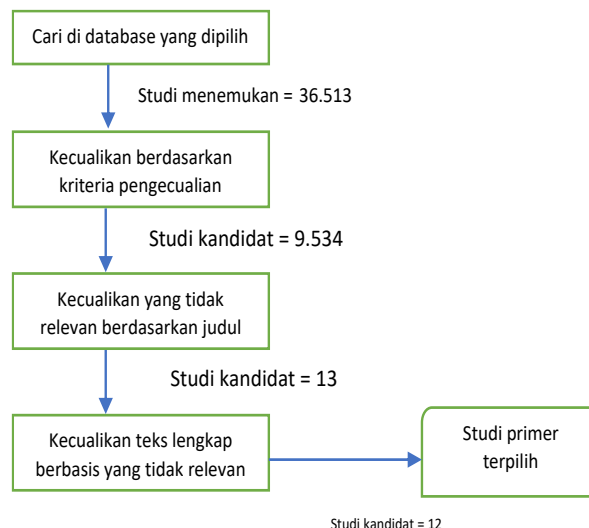 Cari di database yang dipilih
Studi menemukan = 36.513
Kecualikan berdasarkan
kriteria pengecualian
Studi kandidat = 9.534
Kecualikan yang tidak
relevan berdasarkan judul
Studi kandidat = 13
Kecualikan teks lengkap
berbasis yang tidak relevan
Studi primer
terpilih
Studi kandidat = 12